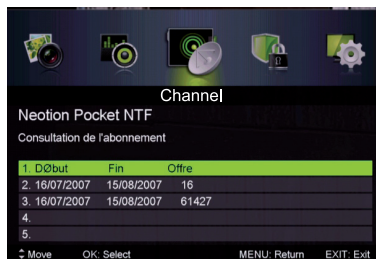 Channel
Neotion Pocket NTF
Consultation de l'abonnement
1. DØbut Fin Offre
2. 16/07/2007 15/08/2007 16
3. 16/07/2007 15/08/2007 61427
4.
5.
Move OK: Select MENU: Return EXIT: Exit